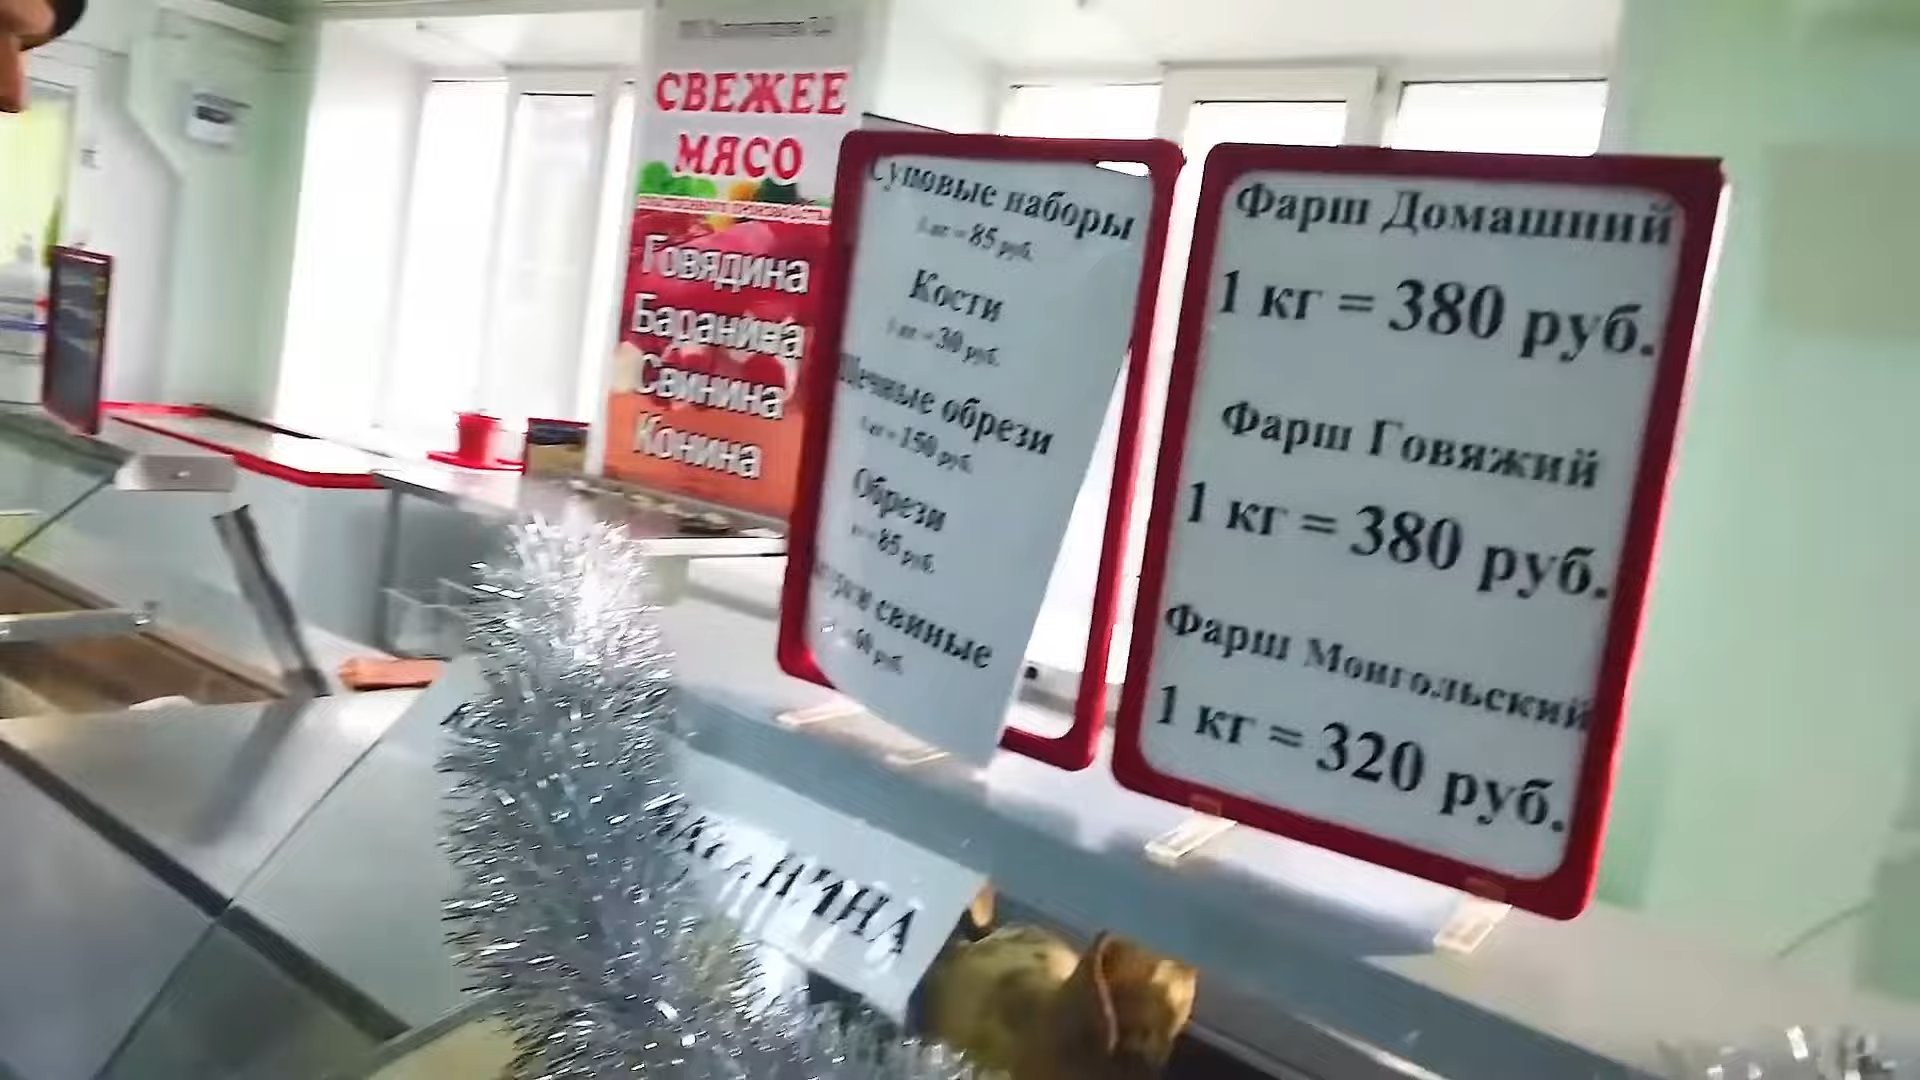 СВЕЖЕЕ
МЯСО
Говядина
Баранина
Свинина
Конина
Суповые наборы
1 кг = 85 руб.
Кости
1 кг = 30 руб.
обрези
1 кг = 150 руб.
Обрези
85 руб.
свиные
60 руб.
Фарш Домашний
1 кг = 380 руб.
Фарш Говяжий
1 кг = 380 руб.
Фарш Монгольский
1 кг = 320 руб.